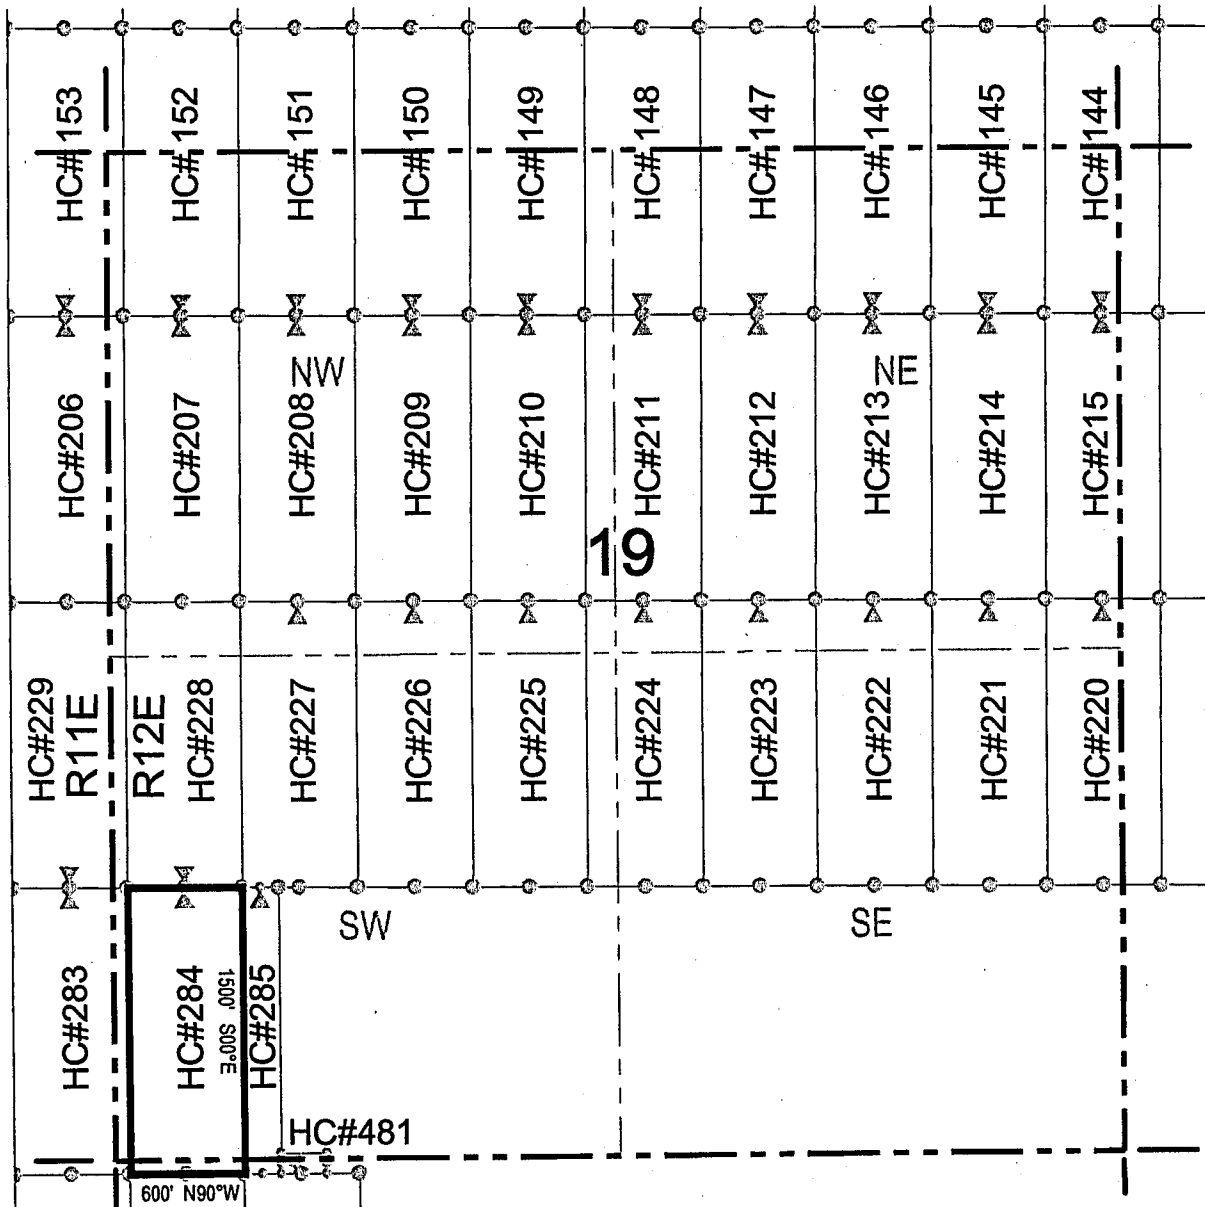 HC# 153
HC# 152
HC# 151
HC# 150
HC# 149
HC# 148
HC# 147
HC# 146
HC# 145
HC# 144
NW
NE
HC#206
HC#207
HC#208
HC#209
HC#210
HC#211
HC#212
HC#213
HC#214
HC#215
19
HC#229
R11E
R12E
HC#228
HC#227
HC#226
HC#225
HC#224
HC#223
HC#222
HC#221
HC#220
SW
SE
HC#283
HC#284
1500' S00°E
HC#285
HC#481
600' N90°W